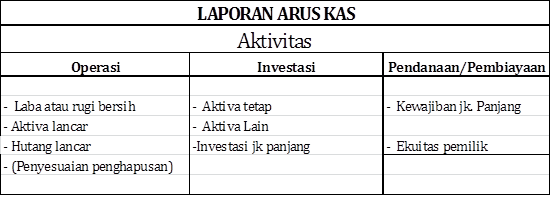 LAPORAN ARUS KAS
Aktivitas
Operasi Investasi Pendanaan/Pembiayaan
- Laba atau rugi bersih - Aktiva tetap - Kewajiban jk. Panjang
- Aktiva lancar - Aktiva Lain
- Hutang lancar -Investasi jk panjang - Ekuitas pemilik
- (Penyesuaian penghapusan)